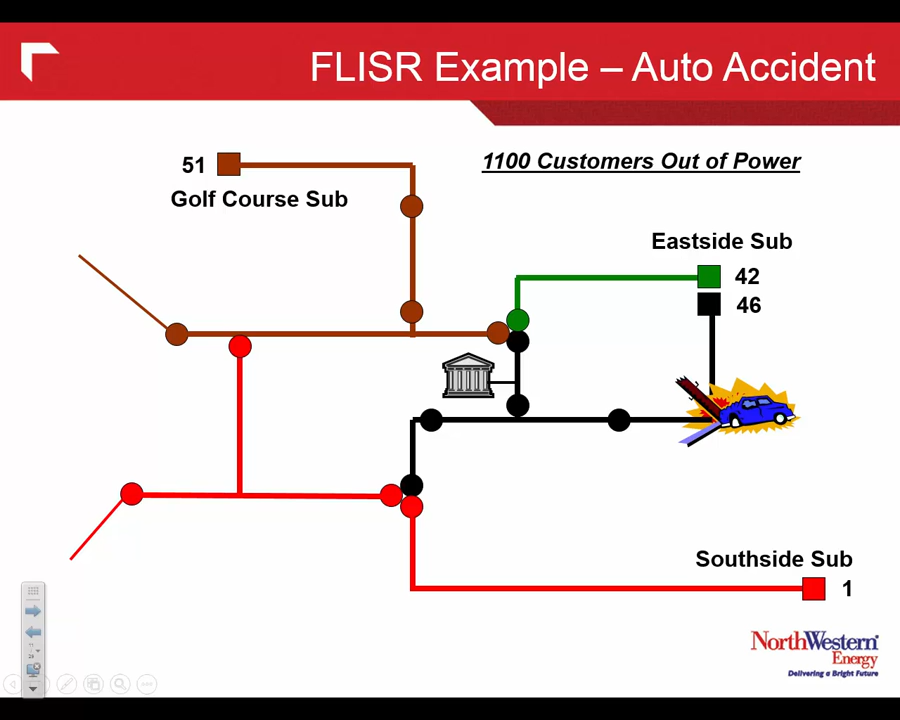 FLISR Example – Auto Accident
1100 Customers Out of Power
51
Golf Course Sub
Eastside Sub
42
46
Southside Sub
1
NorthWestern
Energy
Delivering a Bright Future